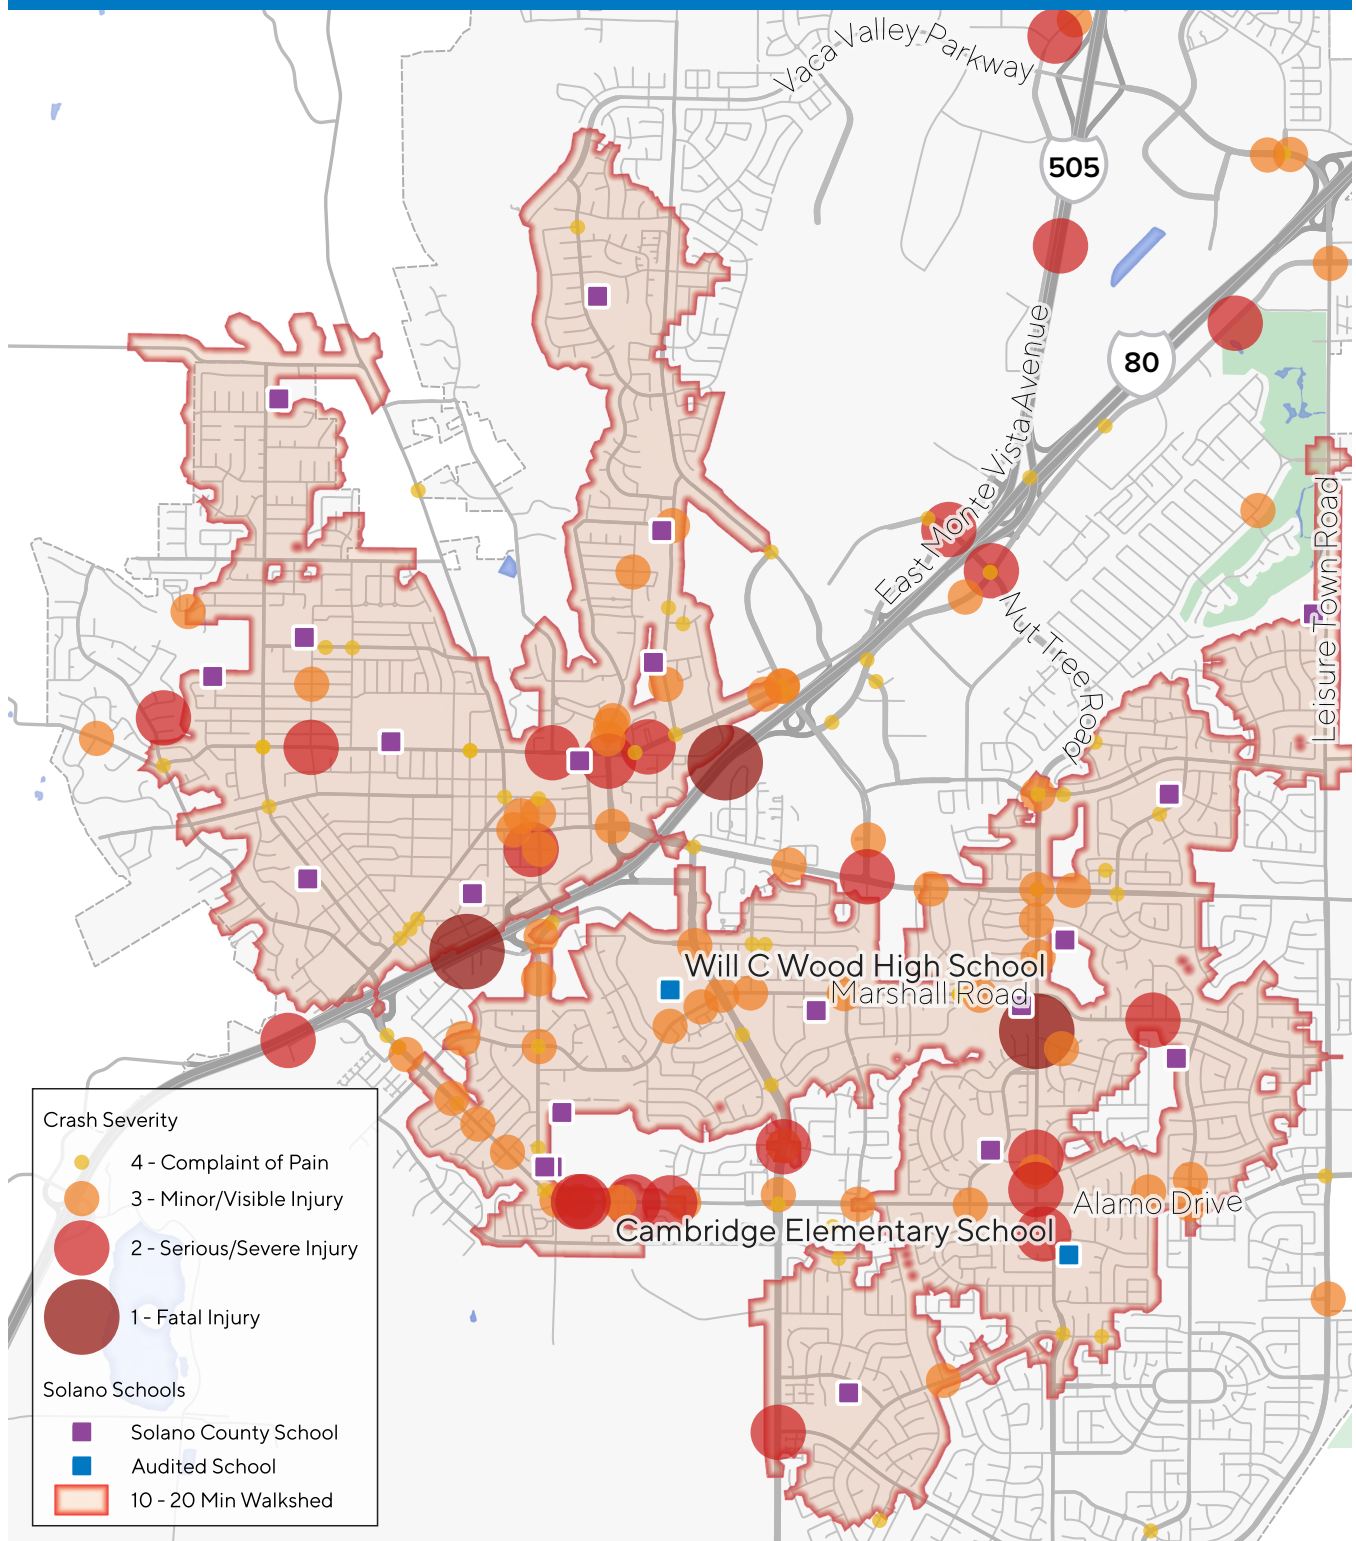 Vaca Valley Parkway
505
80
East Monte Vista Avenue
Leisure Town Road
Nut Tree Road
Will C Wood High School
Marshall Road
Alamo Drive
Cambridge Elementary School
Crash Severity
4 - Complaint of Pain
3 - Minor/Visible Injury
2 - Serious/Severe Injury
1 - Fatal Injury
Solano Schools
Solano County School
Audited School
10 - 20 Min Walkshed